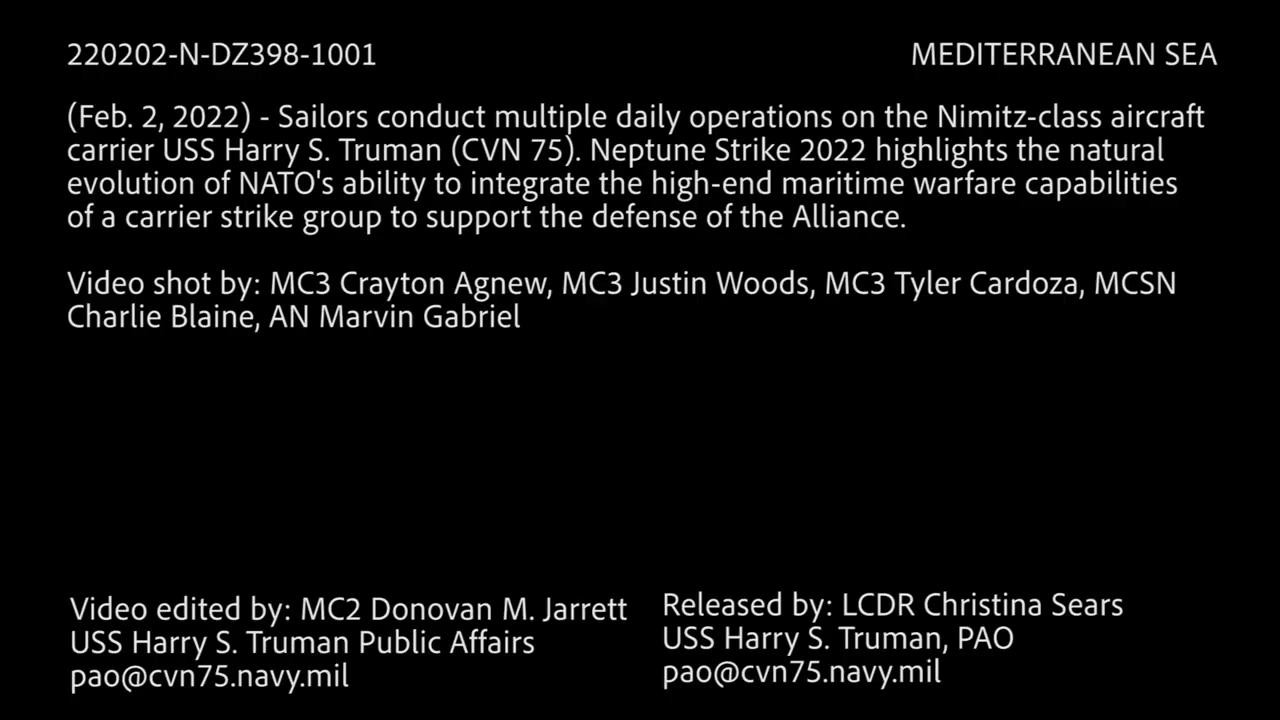 220202-N-DZ398-1001
MEDITERRANEAN SEA
(Feb. 2, 2022) - Sailors conduct multiple daily operations on the Nimitz-class aircraft
carrier USS Harry S. Truman (CVN 75). Neptune Strike 2022 highlights the natural
evolution of NATO's ability to integrate the high-end maritime warfare capabilities
of a carrier strike group to support the defense of the Alliance.
Video shot by: MC3 Crayton Agnew, MC3 Justin Woods, MC3 Tyler Cardoza, MCSN
Charlie Blaine, AN Marvin Gabriel
Video edited by: MC2 Donovan M. Jarrett
USS Harry S. Truman Public Affairs
pao@cvn75.navy.mil
Released by: LCDR Christina Sears
USS Harry S. Truman, PAO
pao@cvn75.navy.mil